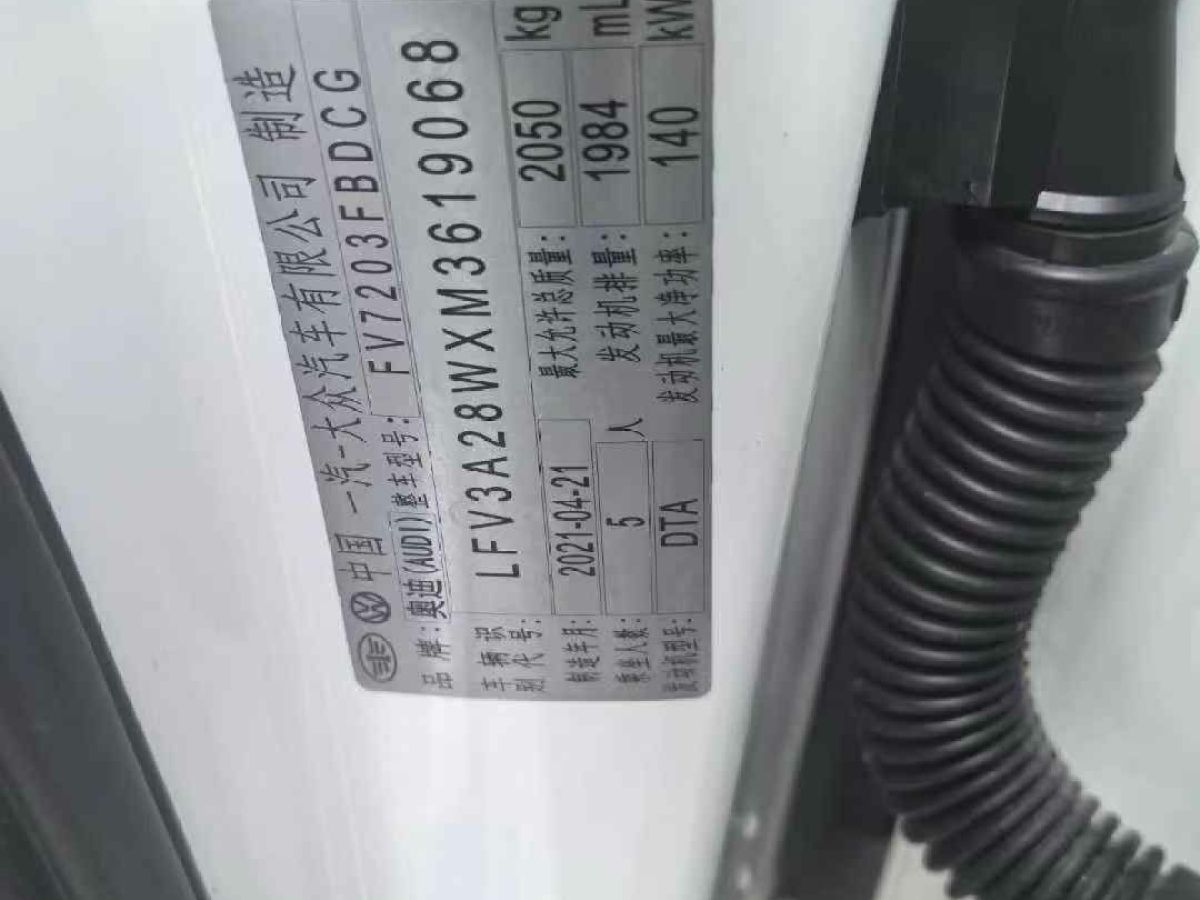 中国一汽-大众汽车有限公司 制造
品牌:奥迪(AUDI)整车型号: FV7203FBDCG
车辆识别代号: LFV3A28WXM3619068
制造年月: 2021-04-21 最大允许总质量: 2050 kg
乘坐人数: 5 人 发动机排量: 1984 mL
发动机型号: DTA 发动机最大净功率: 140 kW